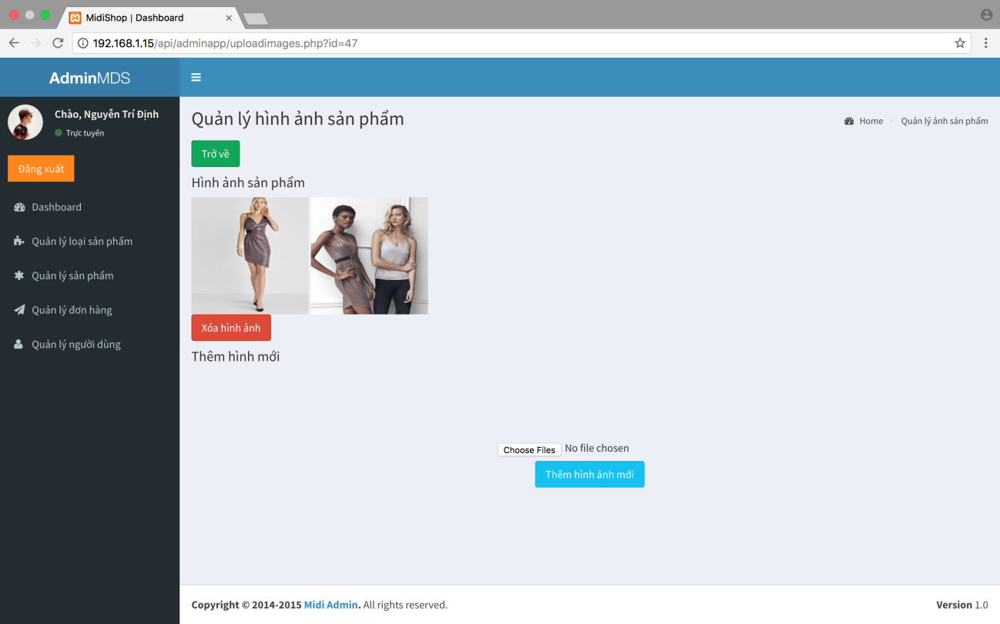 MidiShop | Dashboard
192.168.1.15/api/adminapp/uploadimages.php?id=47
AdminMDS
Chào, Nguyễn Trí Định
Trực tuyến
Đăng xuất
Dashboard
Quản lý loại sản phẩm
Quản lý sản phẩm
Quản lý đơn hàng
Quản lý người dùng
Quản lý hình ảnh sản phẩm
Home > Quản lý ảnh sản phẩm
Trở về
Hình ảnh sản phẩm
Xóa hình ảnh
Thêm hình mới
Choose Files No file chosen
Thêm hình ảnh mới
Copyright © 2014-2015 Midi Admin. All rights reserved.
Version 1.0